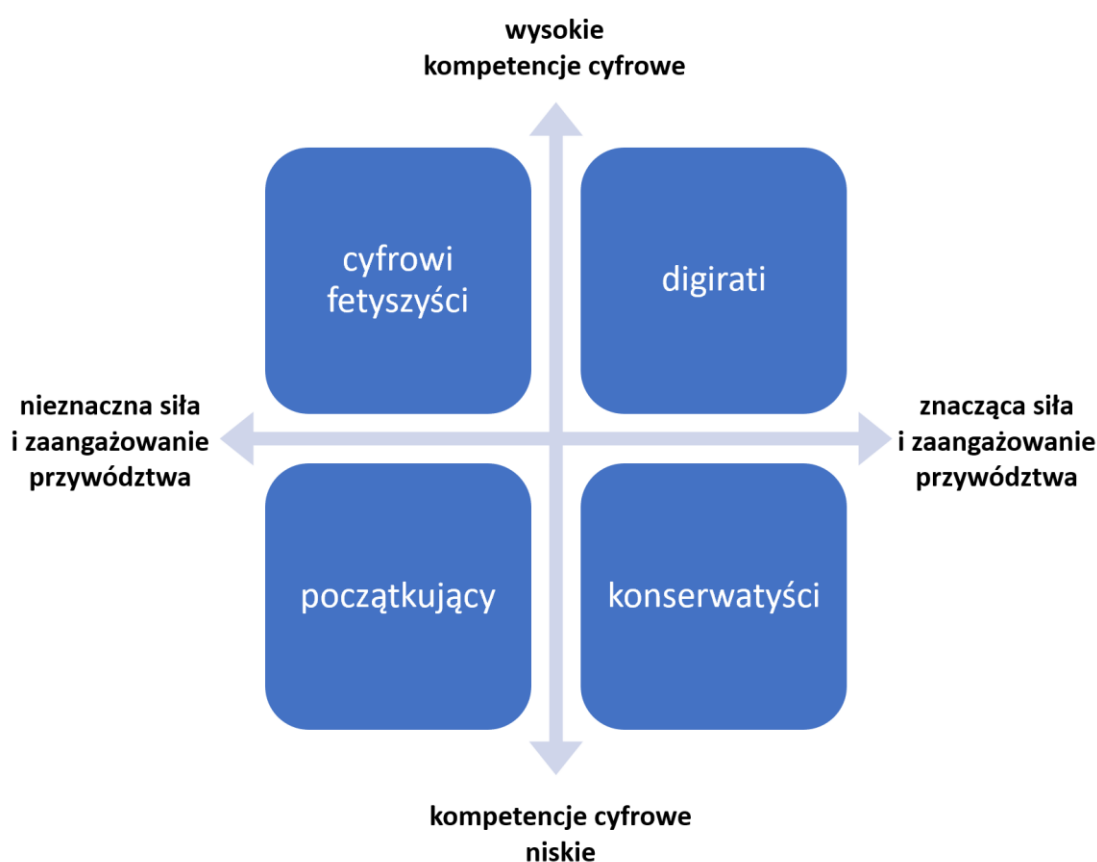 wysokie
kompetencje cyfrowe
cyfrowi
fetyszyści
digirati
nieznaczna siła
i zaangażowanie
przywództwa
znacząca siła
i zaangażowanie
przywództwa
początkujący
konserwatyści
kompetencje cyfrowe
niskie